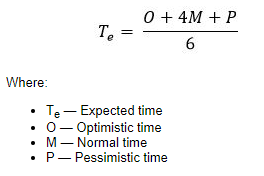 Te = O + 4M + P / 6
Where:
• Te — Expected time
• O — Optimistic time
• M — Normal time
• P — Pessimistic time